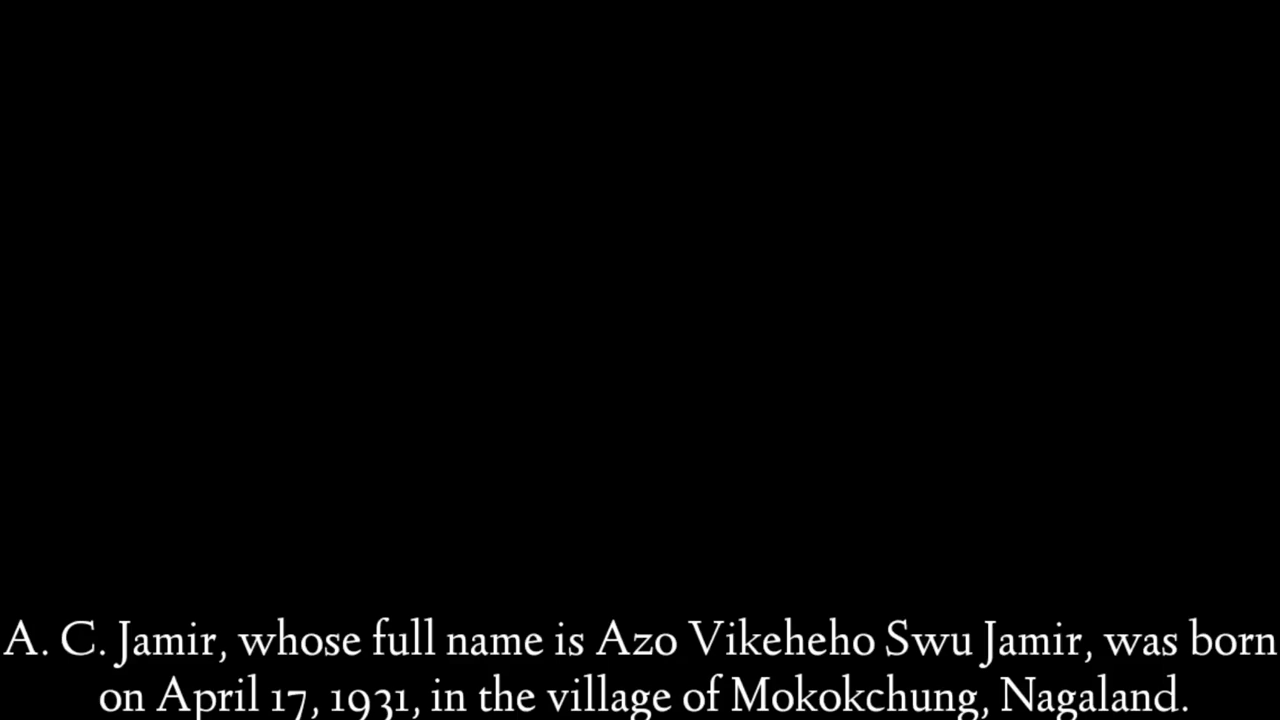 A. C. Jamir, whose full name is Azo Vikeheho Swu Jamir, was born
on April 17, 1931, in the village of Mokokchung, Nagaland.